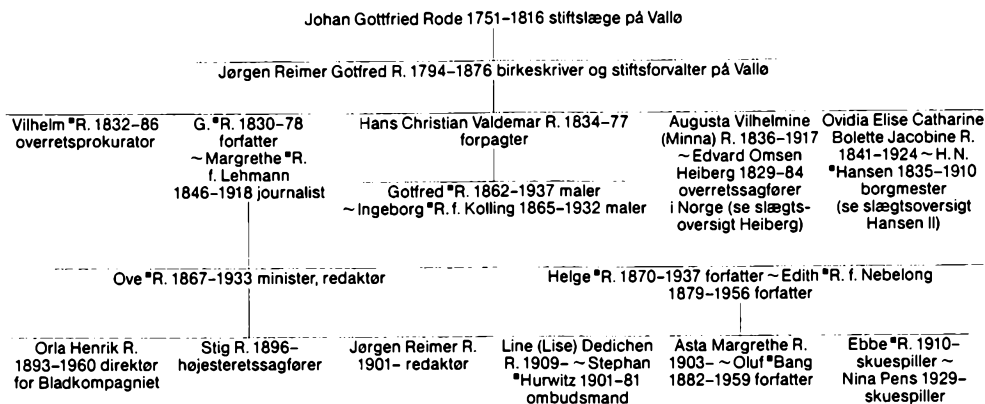 Johan Gottfried Rode 1751–1816 stiftslæge på Vallø
Jørgen Reimer Gotfred R. 1794–1876 birkeskriver og stiftsforvalter på Vallø
Vilhelm ■R. 1832–86
overretsprokurator
G. ■R. 1830–78
forfatter
~Margrethe ■R.
f. Lehmann
1846–1918 journalist
Hans Christian Valdemar R. 1834–77
forpagter
Augusta Vilhelmine
(Minna) R. 1836–1917
~Edvard Omsen
Heiberg 1829–84
overretssagfører
i Norge (se slægts-
oversigt Heiberg)
Ovidia Elise Catharine
Bolette Jacobine R.
1841–1924 ~ H. N.
■Hansen 1835–1910
borgmester
(se slægtsoversigt
Hansen II)
Gotfred ■R. 1862–1937 maler
~Ingeborg ■R. f. Kolling 1865–1932 maler
Ove ■R. 1867–1933 minister, redaktør
Helge ■R. 1870–1937 forfatter ~ Edith ■R. f. Nebelong
1879–1956 forfatter
Orla Henrik R.
1893–1960 direktør
for Bladkompagniet
Stig R. 1896–
højesteretssagfører
Jørgen Reimer R.
1901– redaktør
Line (Lise) Dedichen
R. 1909– ~Stephan
■Hurwitz 1901–81
ombudsmand
Asta Margrethe R.
1903– ~Oluf ■Bang
1882–1959 forfatter
Ebbe ■R. 1910–
skuespiller ~
Nina Pens 1929–
skuespiller